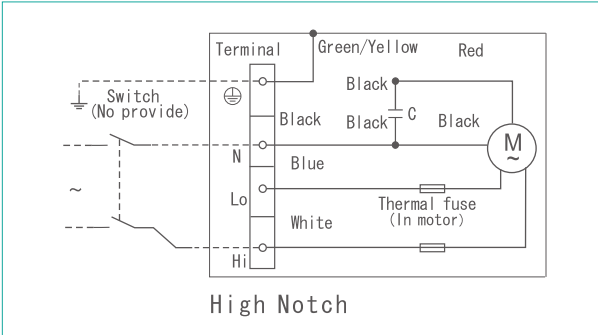 Terminal
Green/Yellow
Red
Switch
(No provide)
Black
C
Black
Black
Black
M
~
N
Blue
~
Lo
Thermal fuse
(In motor)
White
Hi
High Notch